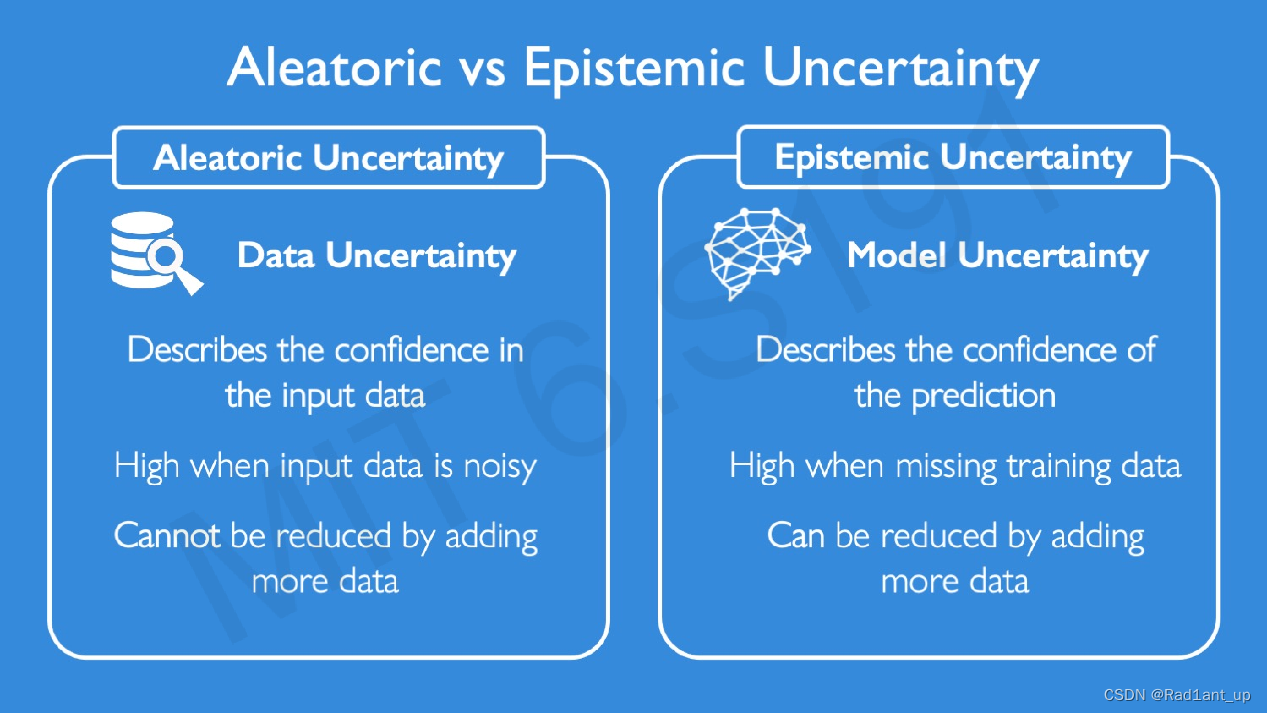 Aleatoric vs Epistemic Uncertainty
Aleatoric Uncertainty
Data Uncertainty
Describes the confidence in
the input data
High when input data is noisy
Cannot be reduced by adding
more data
Epistemic Uncertainty
Model Uncertainty
Describes the confidence of
the prediction
High when missing training data
Can be reduced by adding
more data
MIT 6.S191
CSDN @Rad1ant_up